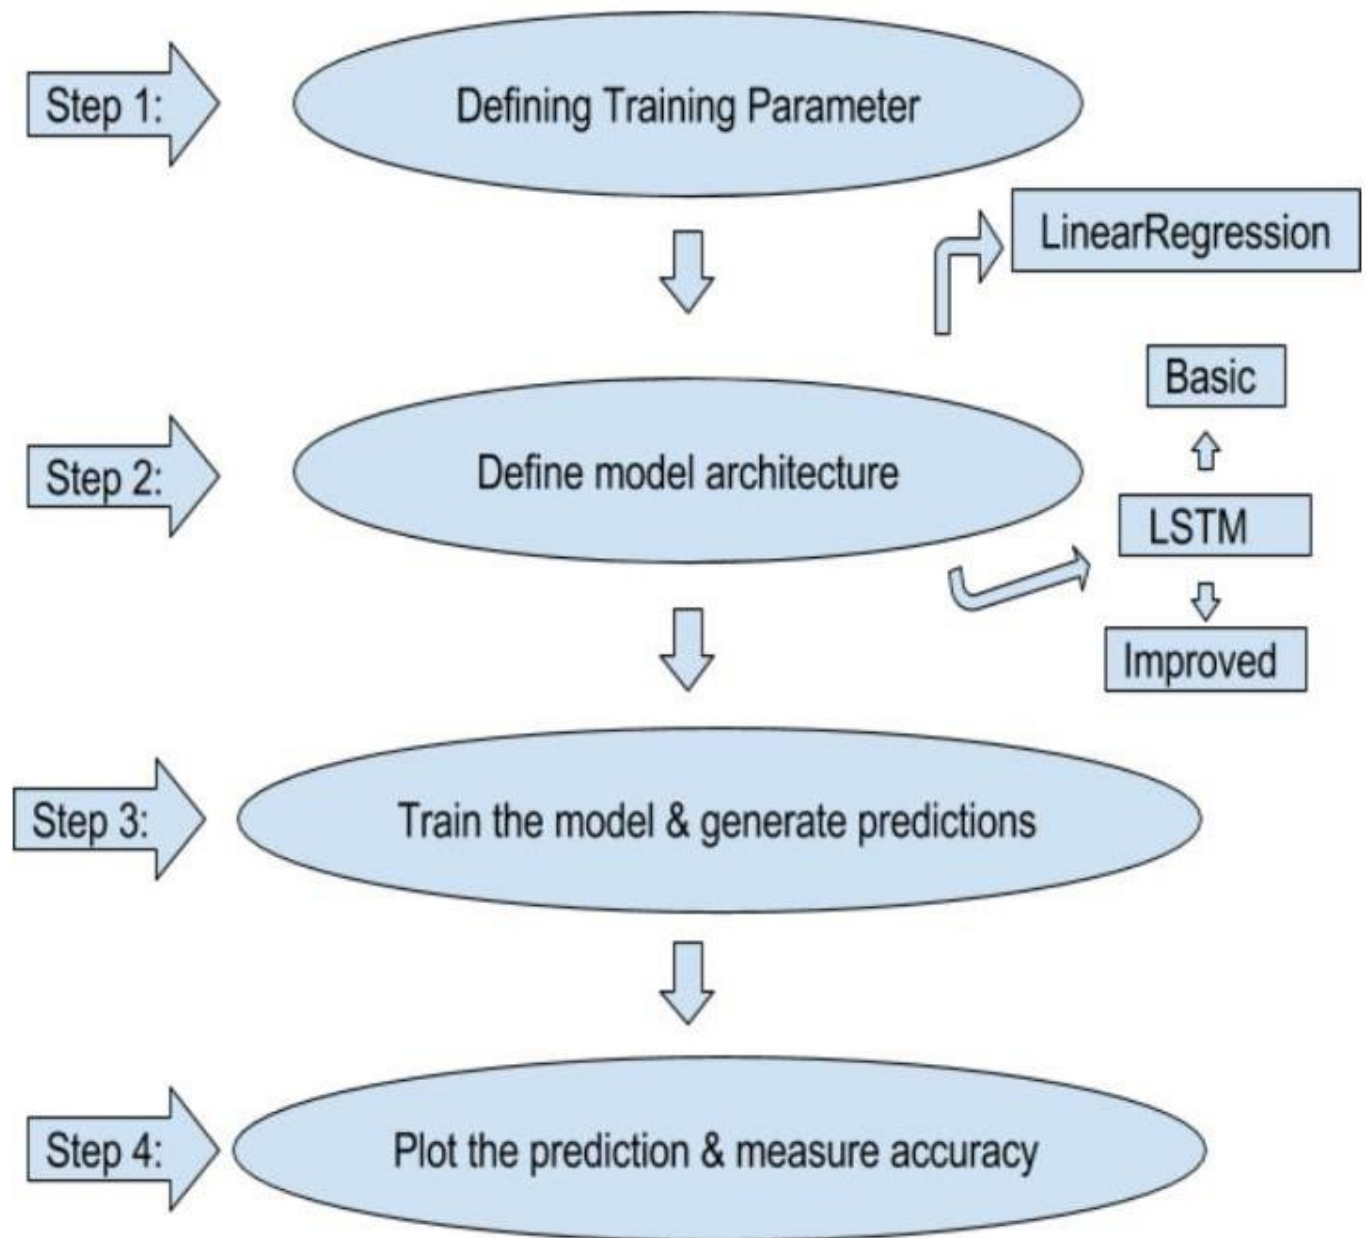 Step 1:
Defining Training Parameter
LinearRegression
Basic
Step 2:
Define model architecture
LSTM
Improved
Step 3:
Train the model & generate predictions
Step 4:
Plot the prediction & measure accuracy